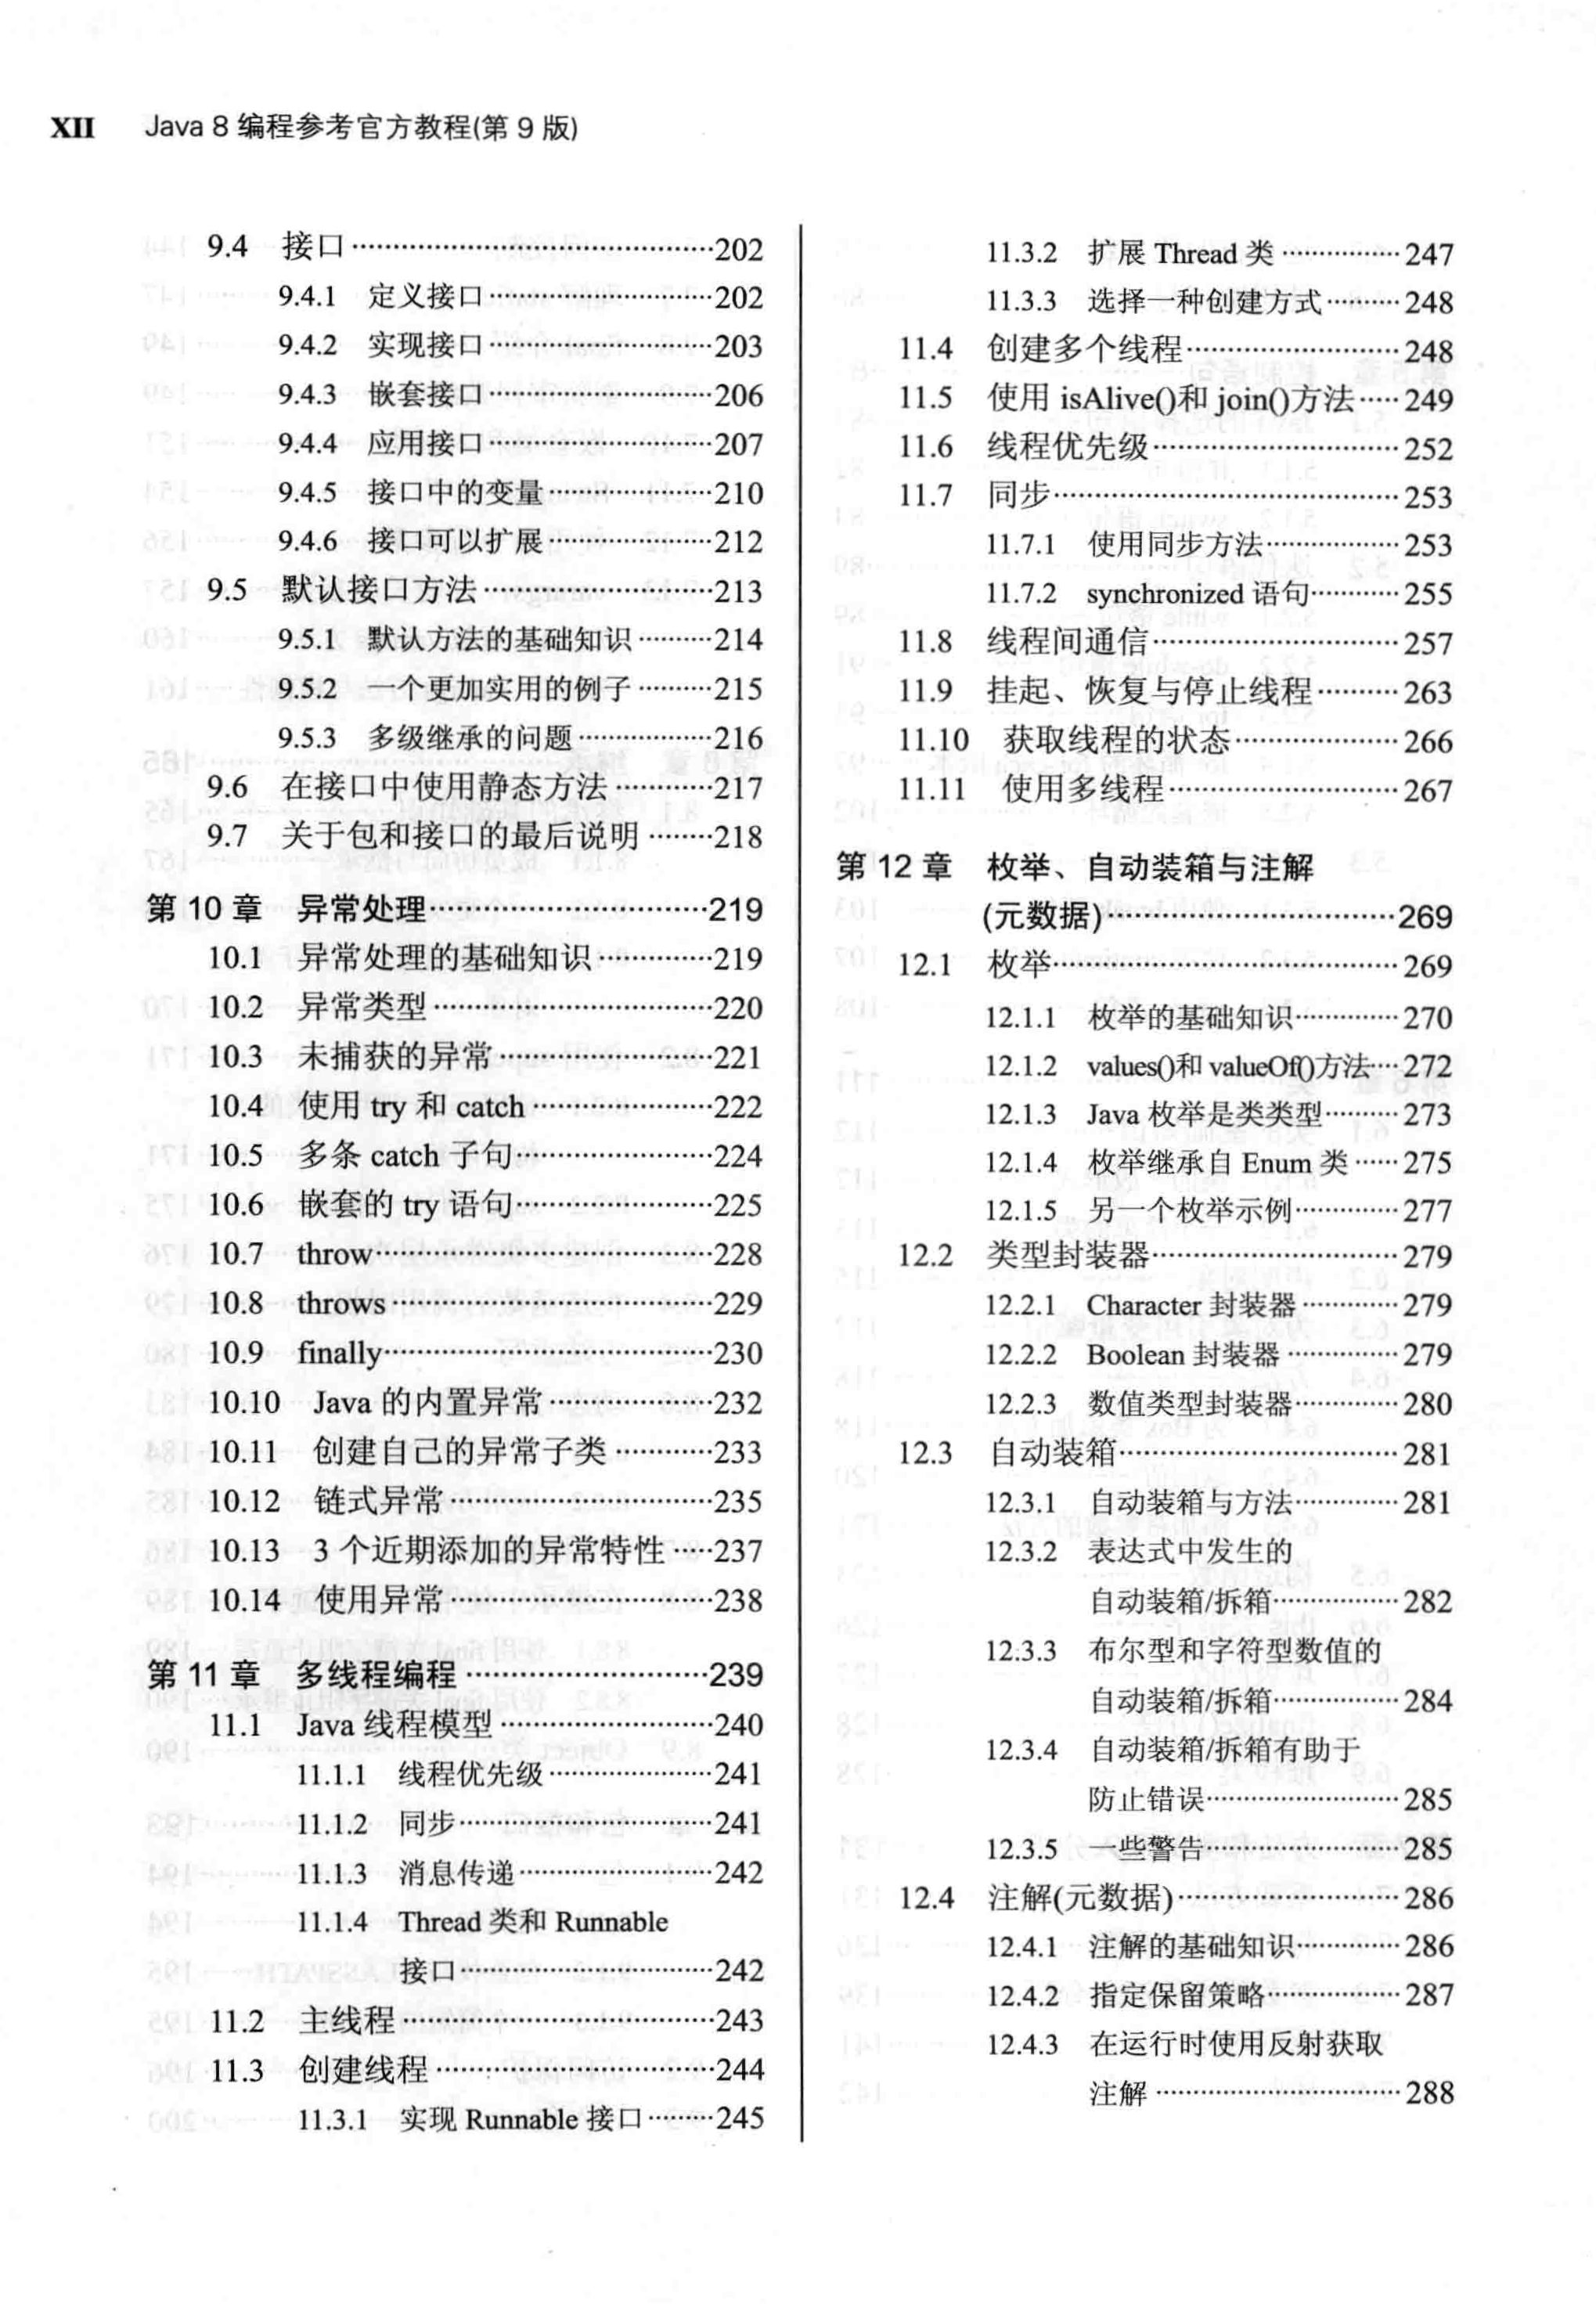 XII Java 8 编程参考官方教程(第 9 版)
9.4 接口……202
9.4.1 定义接口……202
9.4.2 实现接口……203
9.4.3 嵌套接口……206
9.4.4 应用接口……207
9.4.5 接口中的变量……210
9.4.6 接口可以扩展……212
9.5 默认接口方法……213
9.5.1 默认方法的基础知识……214
9.5.2 一个更加实用的例子……215
9.5.3 多级继承的问题……216
9.6 在接口中使用静态方法……217
9.7 关于包和接口的最后说明……218
第 10 章 异常处理……219
10.1 异常处理的基础知识……219
10.2 异常类型……220
10.3 未捕获的异常……221
10.4 使用 try 和 catch……222
10.5 多条 catch 子句……224
10.6 嵌套的 try 语句……225
10.7 throw……228
10.8 throws……229
10.9 finally……230
10.10 Java 的内置异常……232
10.11 创建自己的异常子类……233
10.12 链式异常……235
10.13 3 个近期添加的异常特性……237
10.14 使用异常……238
第 11 章 多线程编程……239
11.1 Java 线程模型……240
11.1.1 线程优先级……241
11.1.2 同步……241
11.1.3 消息传递……242
11.1.4 Thread 类和 Runnable
接口……242
11.2 主线程……243
11.3 创建线程……244
11.3.1 实现 Runnable 接口……245
11.3.2 扩展 Thread 类……247
11.3.3 选择一种创建方式……248
11.4 创建多个线程……248
11.5 使用 isAlive()和 join()方法……249
11.6 线程优先级……252
11.7 同步……253
11.7.1 使用同步方法……253
11.7.2 synchronized 语句……255
11.8 线程间通信……257
11.9 挂起、恢复与停止线程……263
11.10 获取线程的状态……266
11.11 使用多线程……267
第 12 章 枚举、自动装箱与注解
(元数据)……269
12.1 枚举……269
12.1.1 枚举的基础知识……270
12.1.2 values()和 valueOf()方法……272
12.1.3 Java 枚举是类类型……273
12.1.4 枚举继承自 Enum 类……275
12.1.5 另一个枚举示例……277
12.2 类型封装器……279
12.2.1 Character 封装器……279
12.2.2 Boolean 封装器……279
12.2.3 数值类型封装器……280
12.3 自动装箱……281
12.3.1 自动装箱与方法……281
12.3.2 表达式中发生的
自动装箱/拆箱……282
12.3.3 布尔型和字符型数值的
自动装箱/拆箱……284
12.3.4 自动装箱/拆箱有助于
防止错误……285
12.3.5 一些警告……285
12.4 注解(元数据)……286
12.4.1 注解的基础知识……286
12.4.2 指定保留策略……287
12.4.3 在运行时使用反射获取
注解……288